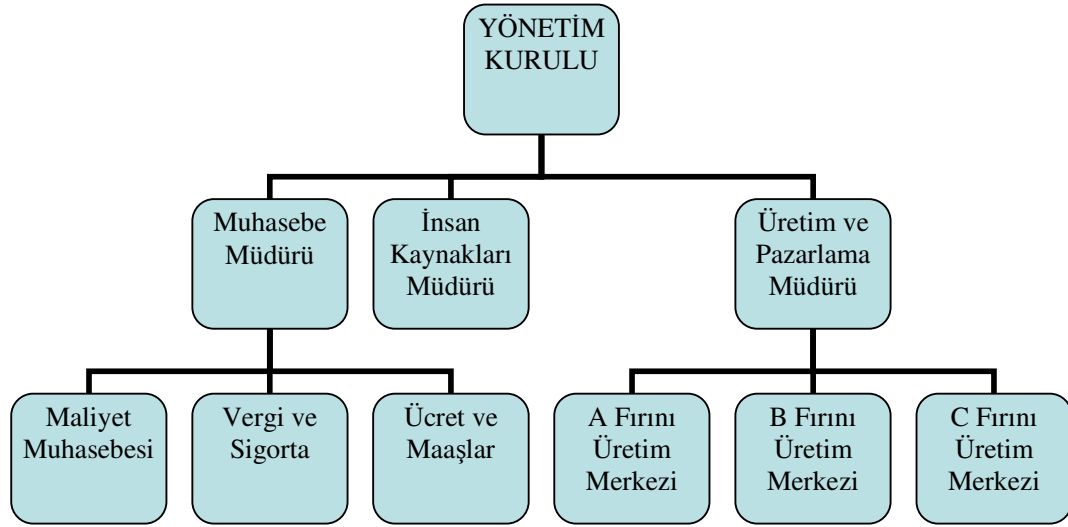 YÖNETİM
KURULU
Muhasebe
Müdürü
İnsan
Kaynakları
Müdürü
Üretim ve
Pazarlama
Müdürü
Maliyet
Muhasebesi
Vergi ve
Sigorta
Ücret ve
Maaşlar
A Fırını
Üretim
Merkezi
B Fırını
Üretim
Merkezi
C Fırını
Üretim
Merkezi